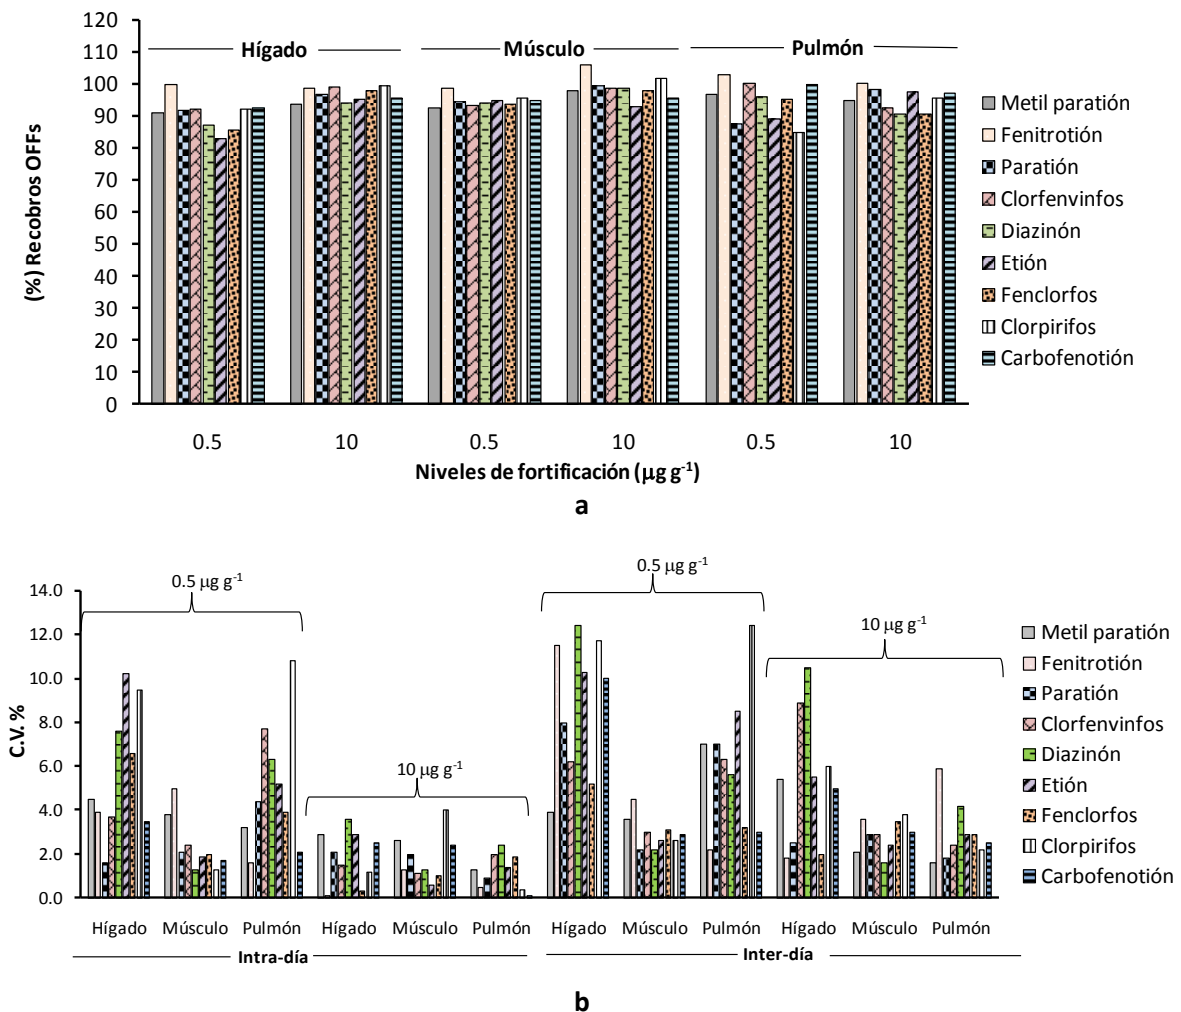 120
110
100
90
80
70
60
50
40
30
20
10
0
(%) Recobros OFFs
Hígado Músculo Pulmón
0.5 10 0.5 10 0.5 10
Niveles de fortificación (µg g-1)
Metil paratión
Fenitrotión
Paratión
Clorfenvinfos
Diazinón
Etión
Fenclorfos
Clorpirifos
Carbofenotión
a
14.0
12.0
10.0
8.0
6.0
4.0
2.0
0.0
C.V. %
0.5 µg g-1
10 µg g-1
0.5 µg g-1
10 µg g-1
Hígado Músculo Pulmón Hígado Músculo Pulmón Hígado Músculo Pulmón Hígado Músculo Pulmón
Intra-día Inter-día
Metil paratión
Fenitrotión
Paratión
Clorfenvinfos
Diazinón
Etión
Fenclorfos
Clorpirifos
Carbofenotión
b